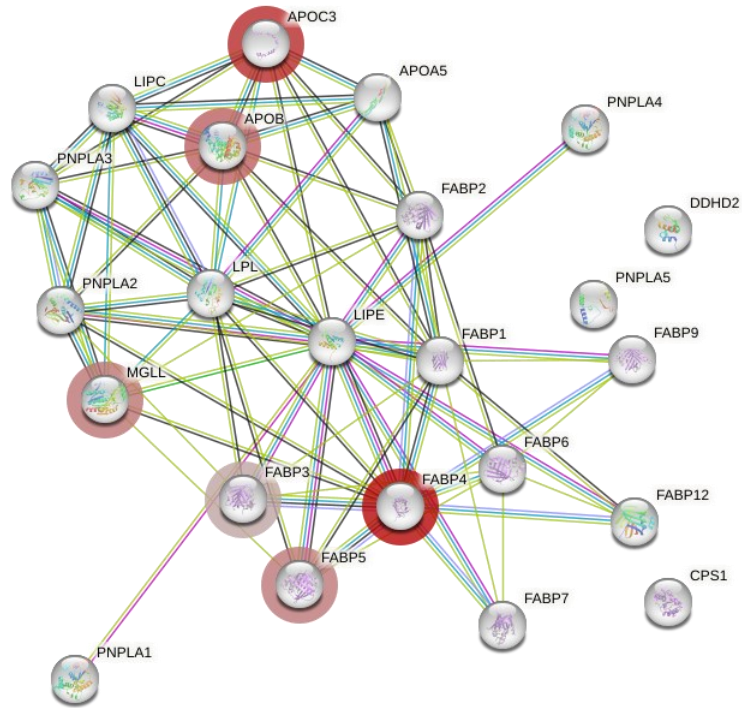 APOC3
LIPC
APOA5
PNPLA4
APOB
PNPLA3
FABP2
DDHD2
LPL
PNPLA5
PNPLA2
LIPE
FABP1
FABP9
MGLL
FABP6
FABP3
FABP4
FABP12
FABP5
CPS1
FABP7
PNPLA1